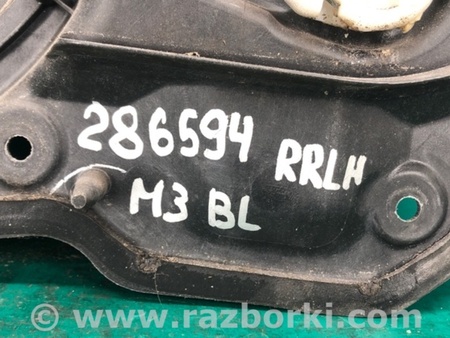 286594 RRLH
M3 BL
www.razborki.com